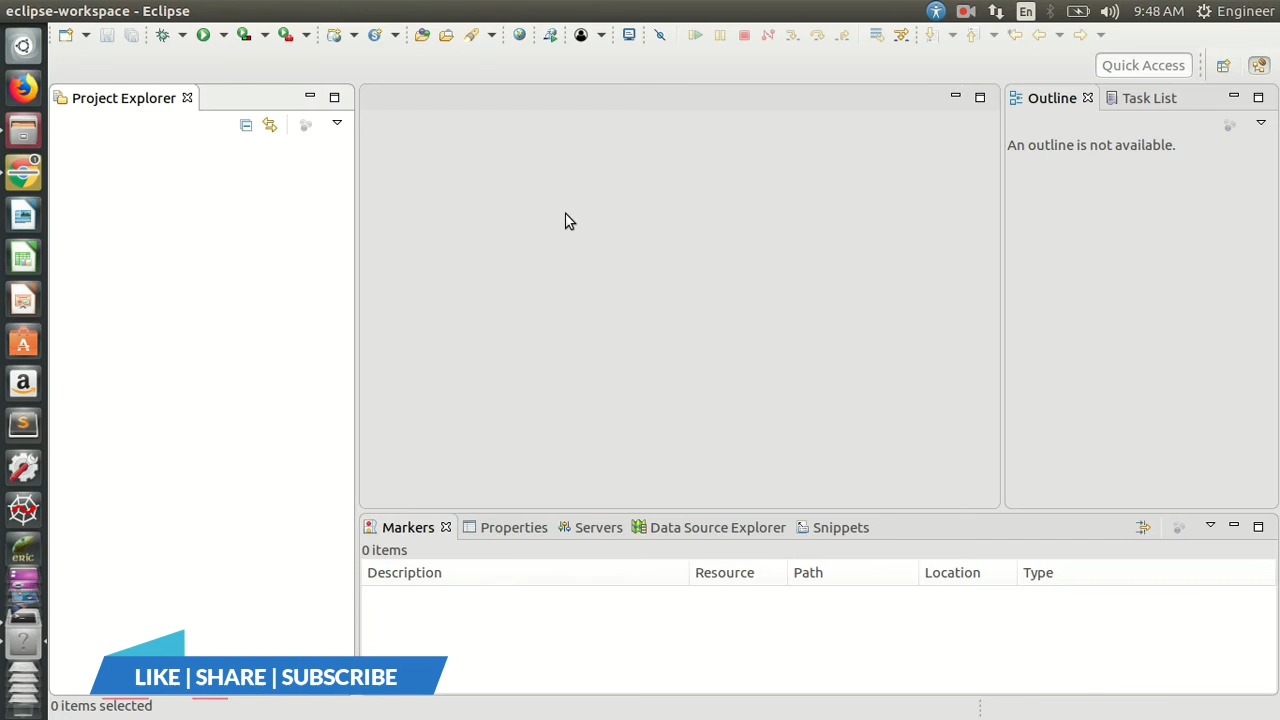 eclipse-workspace - Eclipse
En
9:48 AM
Engineer
Quick Access
Project Explorer
Outline
Task List
An outline is not available.
a
S
eric
Markers
Properties
Servers
Data Source Explorer
Snippets
0 items
Description
Resource
Path
Location
Type
LIKE | SHARE | SUBSCRIBE
0 items selected